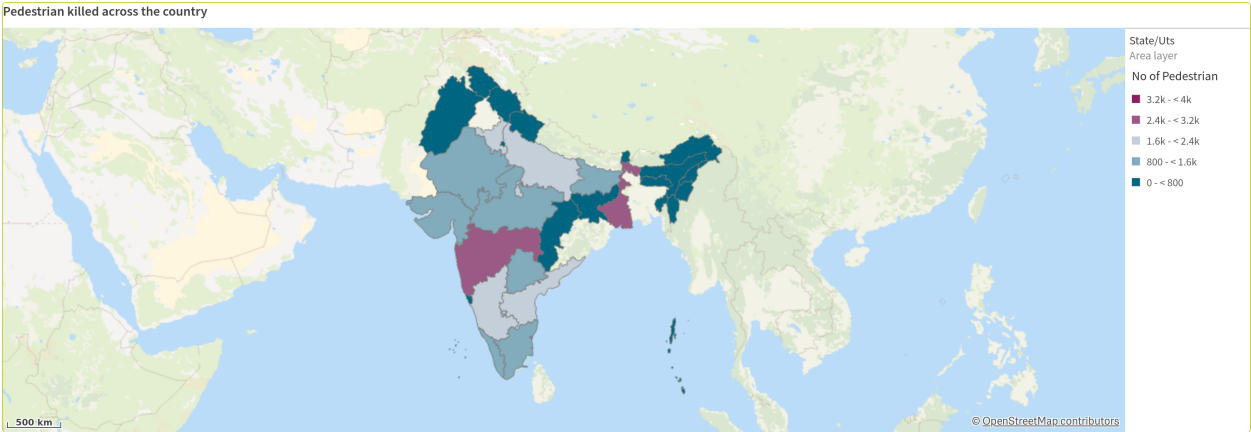 Pedestrian killed across the country
State/Uts
Area layer
No of Pedestrian
3.2k - < 4k
2.4k - < 3.2k
1.6k - < 2.4k
800 - < 1.6k
0 - < 800
500 km
© OpenStreetMap contributors